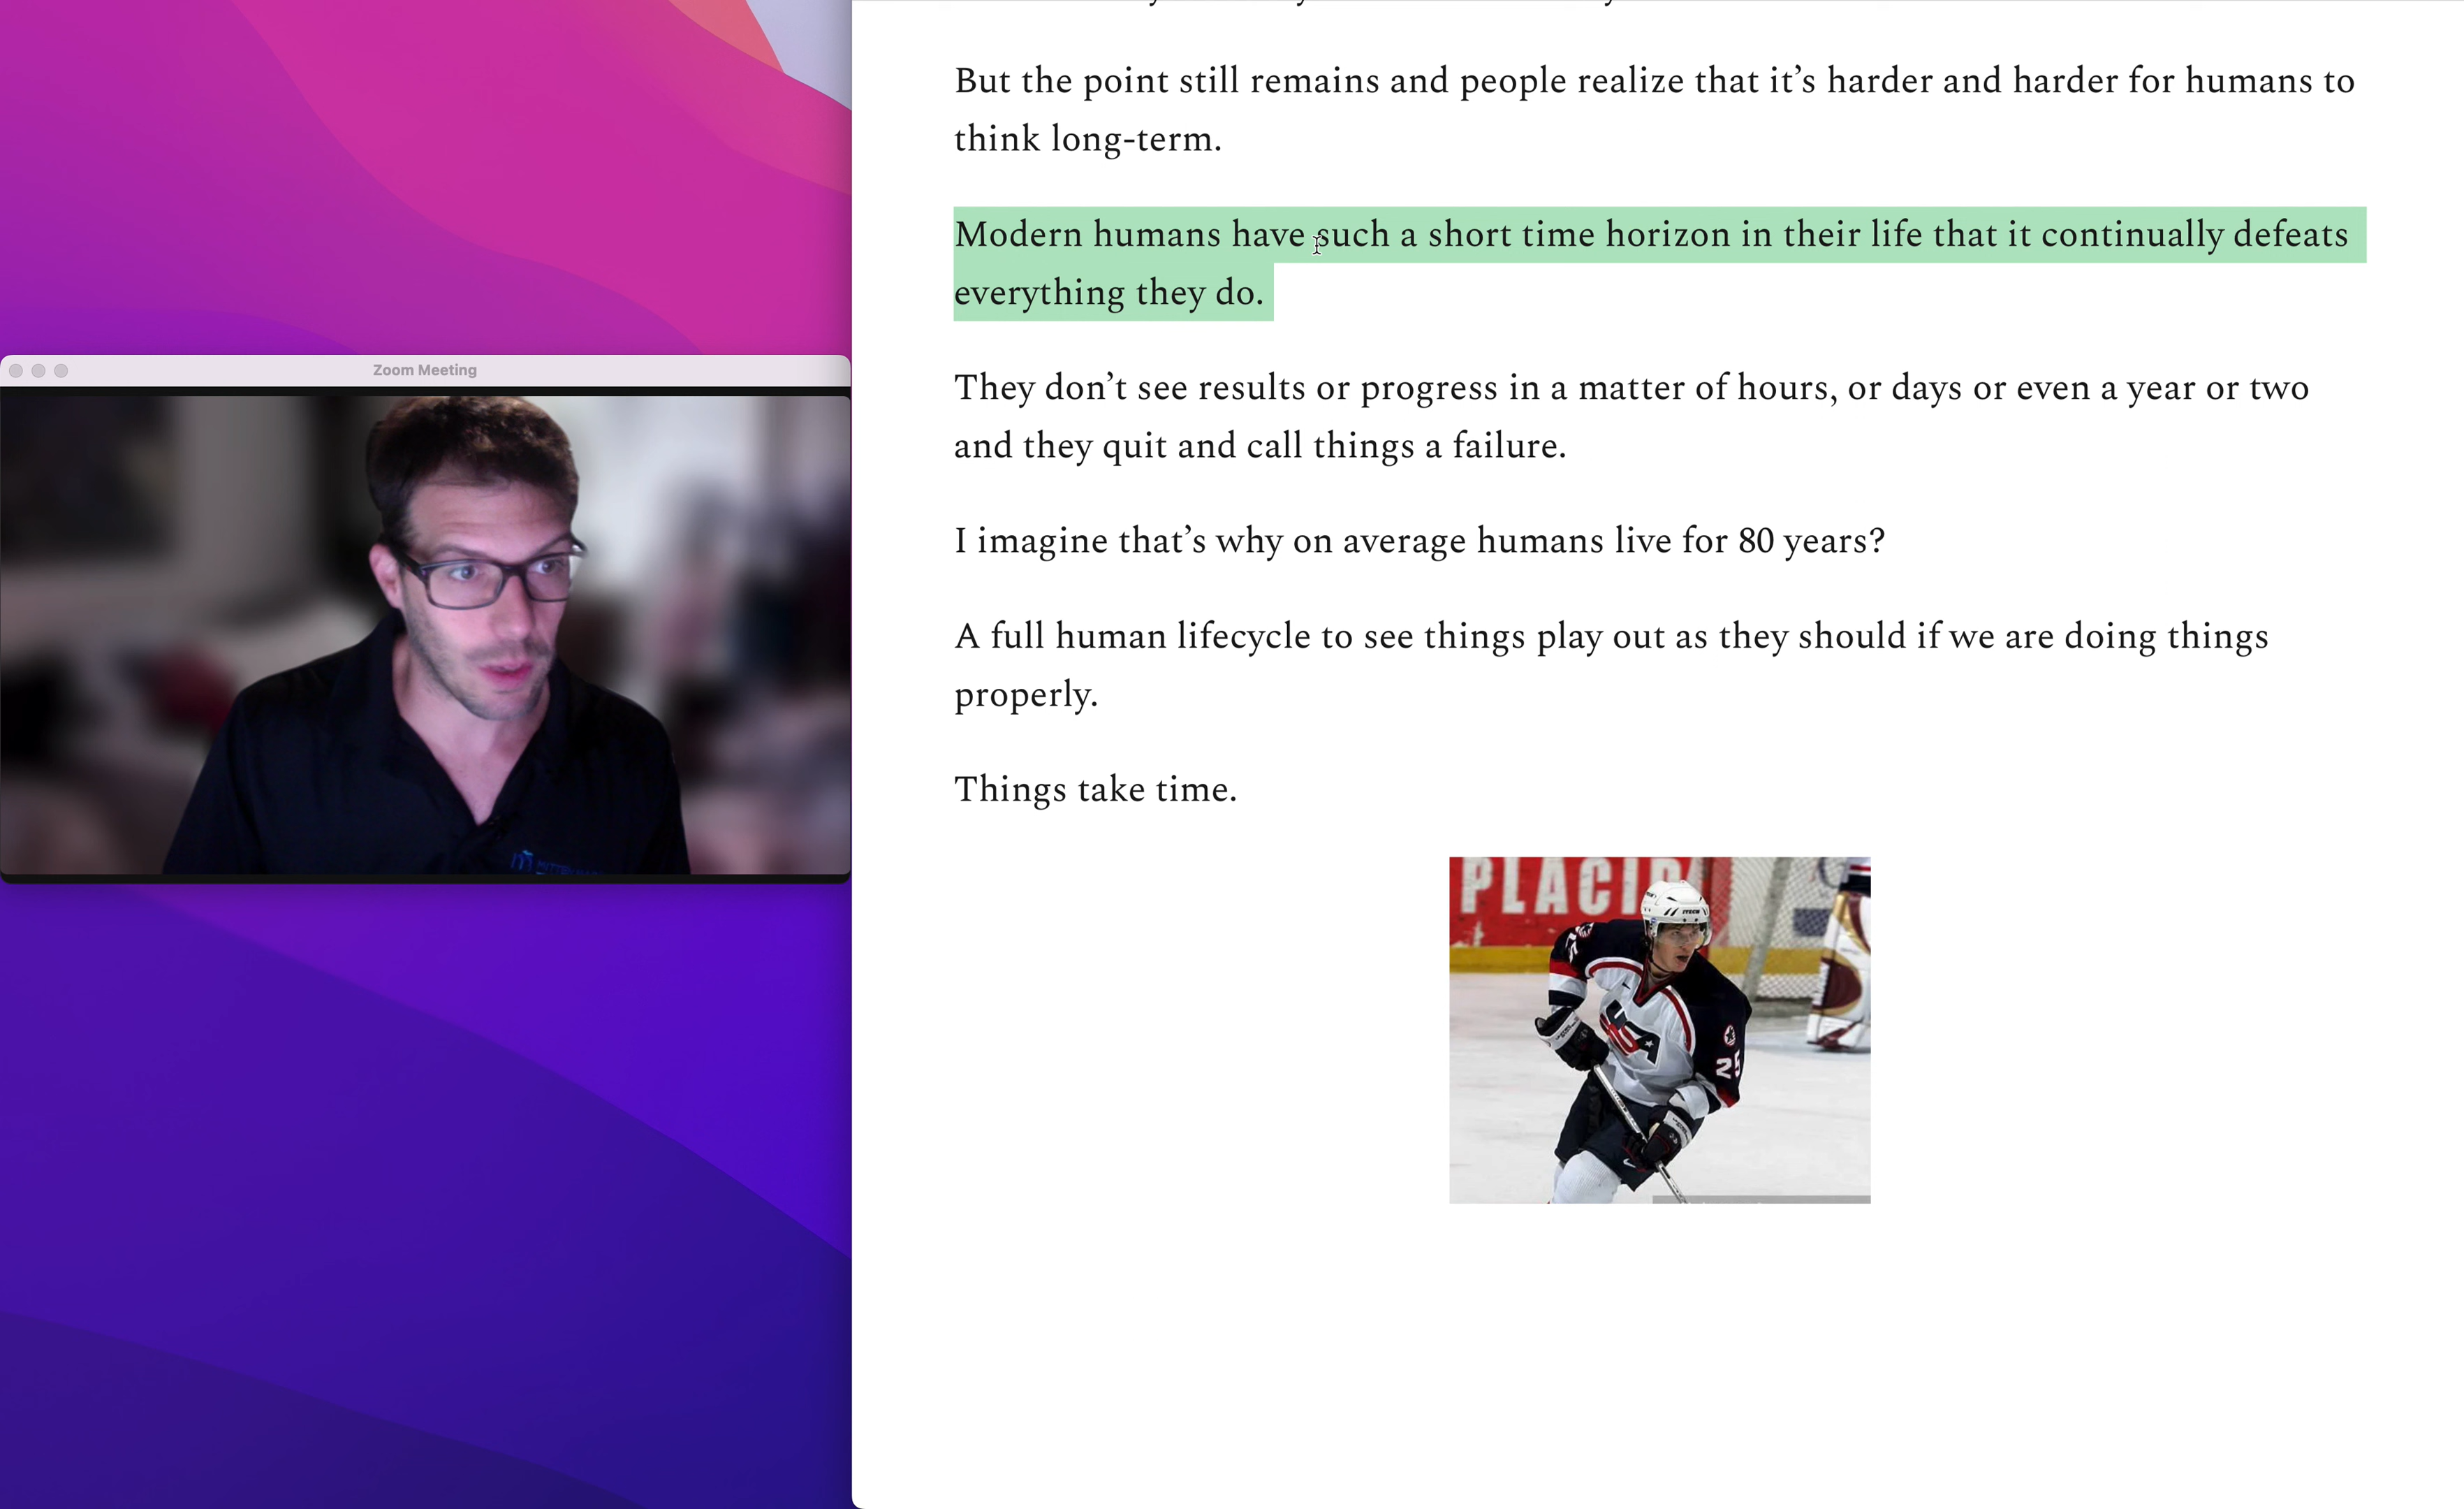 But the point still remains and people realize that it’s harder and harder for humans to
think long-term.
Modern humans have such a short time horizon in their life that it continually defeats
everything they do.
Zoom Meeting
They don’t see results or progress in a matter of hours, or days or even a year or two
and they quit and call things a failure.
I imagine that’s why on average humans live for 80 years?
A full human lifecycle to see things play out as they should if we are doing things
properly.
Things take time.
PLACID
ITECH
USA
25